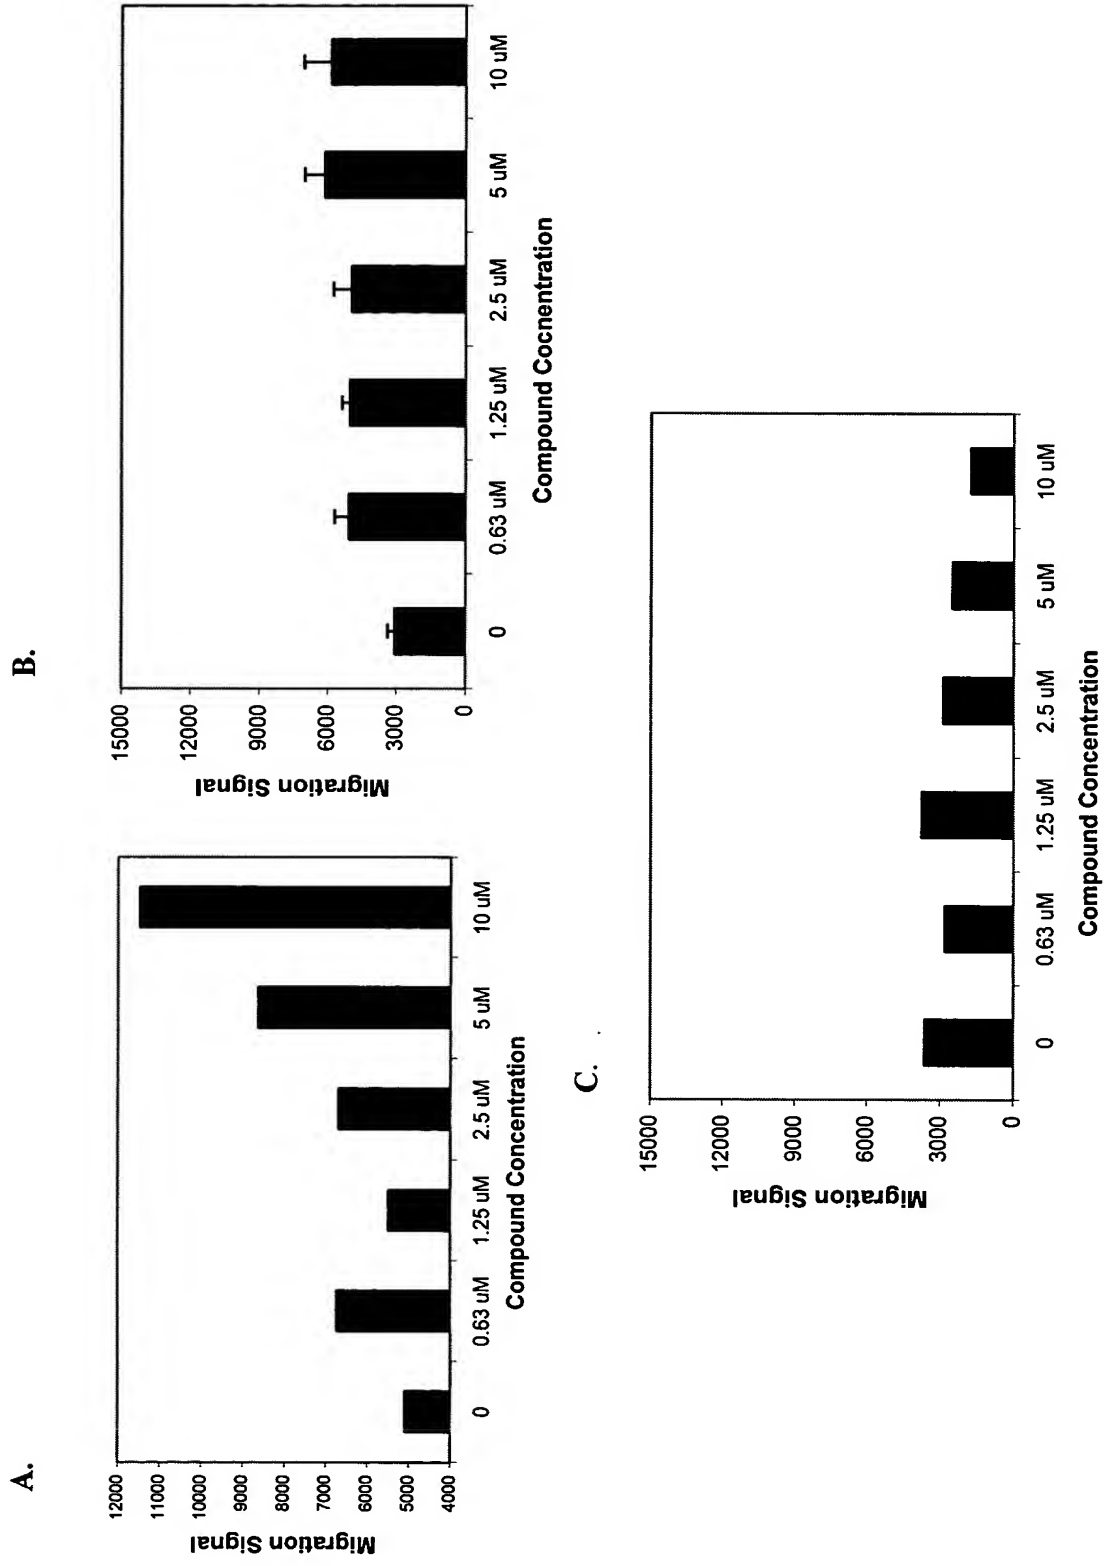 A.
12000
11000
10000
9000
8000
7000
6000
5000
4000
Migration Signal
0 0.63 uM 1.25 uM 2.5 uM 5 uM 10 uM
Compound Concentration
B.
15000
12000
9000
6000
3000
0
Migration Signal
0 0.63 uM 1.25 uM 2.5 uM 5 uM 10 uM
Compound Cocnentration
C.
15000
12000
9000
6000
3000
0
Migration Signal
0 0.63 uM 1.25 uM 2.5 uM 5 uM 10 uM
Compound Concentration